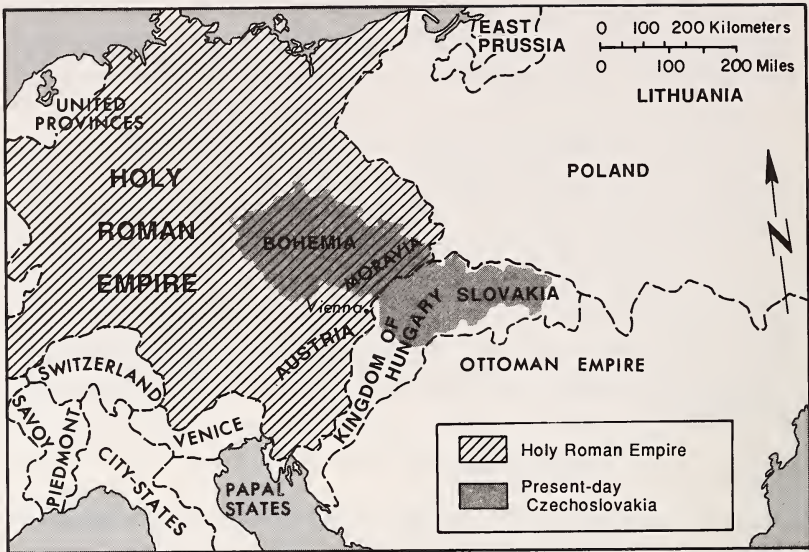 EAST
PRUSSIA
0 100 200 Kilometers
0 100 200 Miles
LITHUANIA
UNITED
PROVINCES
POLAND
HOLY
ROMAN
EMPIRE
N
BOHEMIA
MORAVIA
SLOVAKIA
Vienna
AUSTRIA
KINGDOM OF
HUNGARY
OTTOMAN EMPIRE
SWITZERLAND
SAVOY
PIEDMONT
VENICE
CITY-STATES
PAPAL
STATES
Holy Roman Empire
Present-day
Czechoslovakia